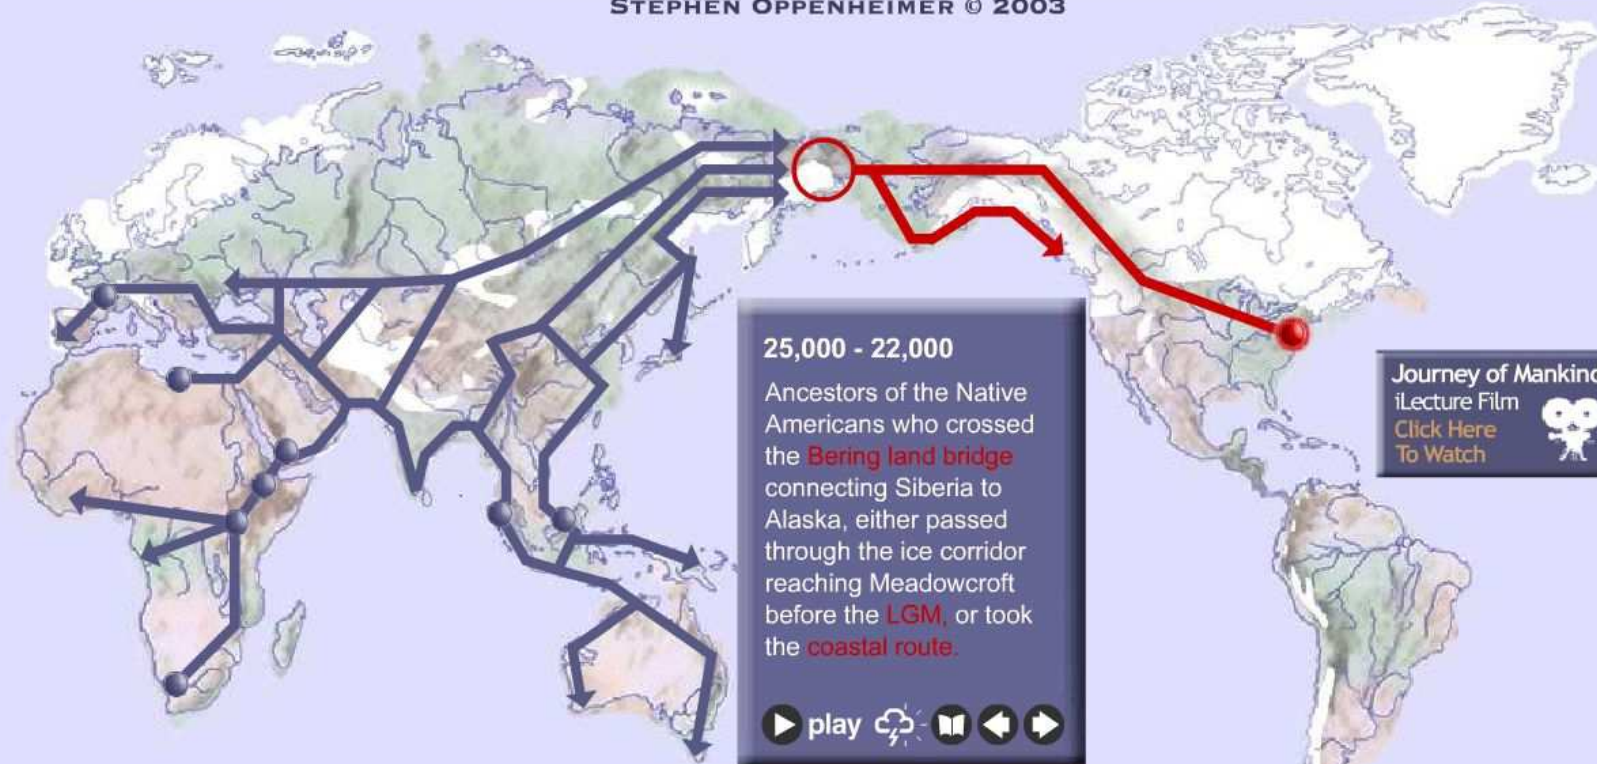 STEPHEN OPPENHEIMER © 2003
25,000 - 22,000
Ancestors of the Native
Americans who crossed
the Bering land bridge
connecting Siberia to
Alaska, either passed
through the ice corridor
reaching Meadowcroft
before the LGM, or took
the coastal route.
play
Journey of Mankind
iLecture Film
Click Here
To Watch